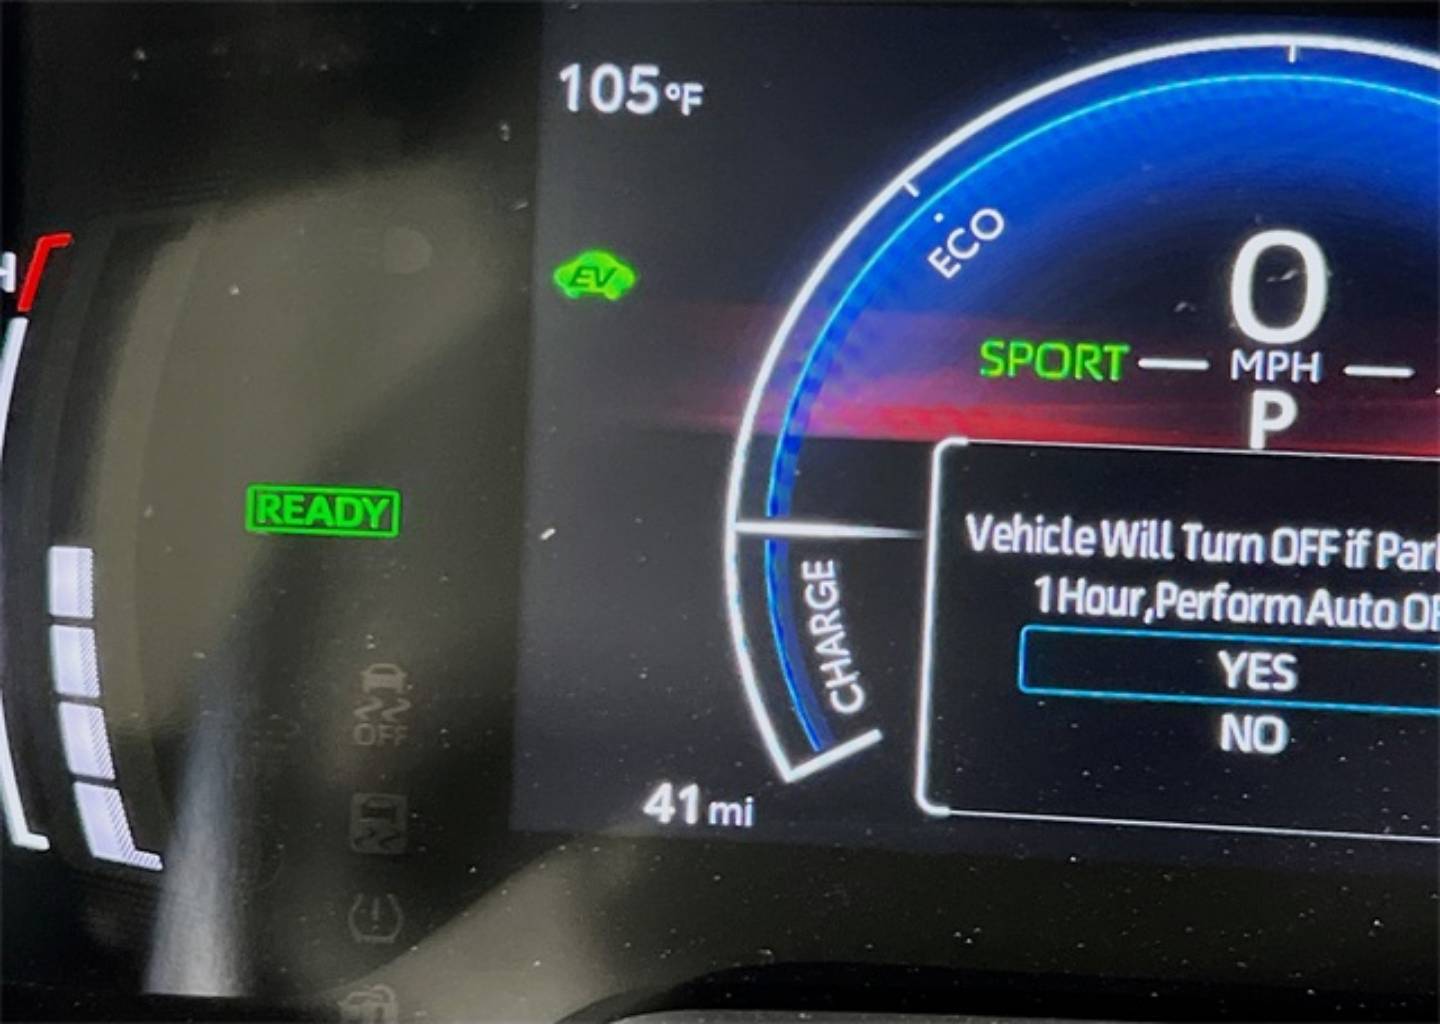 105°F
H
EV
ECO
0
SPORT
MPH
P
READY
Vehicle Will Turn OFF if
1 Hour, Perform Auto
CHARGE
YES
OFF
NO
41 mi